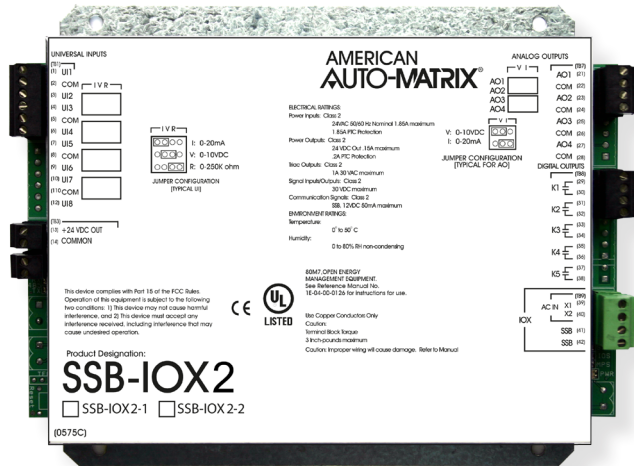 UNIVERSAL INPUTS
(TB1)
(1) UI1
(2) COM
(3) UI2
(4) UI3
(5) COM
(6) UI4
(7) UI5
(8) COM
(9) UI6
(10) UI7
(11) COM
(12) UI8
I V R
(TB3)
(13) +24 VDC OUT
(14) COMMON
I V R
I: 0-20mA
V: 0-10VDC
R: 0-250K ohm
JUMPER CONFIGURATION
(TYPICAL UI)
AMERICAN
AUTO-MATRIX®
ELECTRICAL RATINGS:
Power Inputs: Class 2
24VAC 50/60 Hz Nominal 1.85A maximum
1.85A PTC Protection
Power Outputs: Class 2
24 VDC Out .15A maximum
.2A PTC Protection
Triac Outputs: Class 2
1A 30 VAC maximum
Signal Inputs/Outputs: Class 2
30 VDC maximum
Communication Signals: Class 2
SSB, 12VDC 50mA maximum
ENVIRONMENT RATINGS:
Temperature:
0° to 50° C
Humidity:
0 to 80% RH non-condensing
ANALOG OUTPUTS
V I
AO1
AO2
AO3
AO4
V I
V: 0-10VDC
I: 0-20mA
JUMPER CONFIGURATION
(TYPICAL FOR AO)
(TB7)
AO1 (21)
COM (22)
AO2 (23)
COM (24)
AO3 (25)
COM (26)
AO4 (27)
COM (28)
DIGITAL OUTPUTS
(TB8)
K1 (29)
(30)
K2 (31)
(32)
K3 (33)
(34)
K4 (35)
(36)
K5 (37)
(38)
(TB9)
IOX
AC IN X1 (39)
X2 (40)
SSB (41)
SSB (42)
This device complies with Part 15 of the FCC Rules.
Operation of this equipment is subject to the following
two conditions: 1) This device may not cause harmful
interference, and 2) This device must accept any
interference received, including interference that may
cause undesired operation.
CE
UL
LISTED
80M7, OPEN ENERGY
MANAGEMENT EQUIPMENT.
See Reference Manual No.
1E-04-00-0126 for instructions for use.
Use Copper Conductors Only
Caution:
Terminal Block Torque
3 inch-pounds maximum
Caution: Improper wiring will cause damage. Refer to Manual
Product Designation:
SSB-IOX2
SSB-IOX2-1 SSB-IOX2-2
(0575C)
Reset
PWR